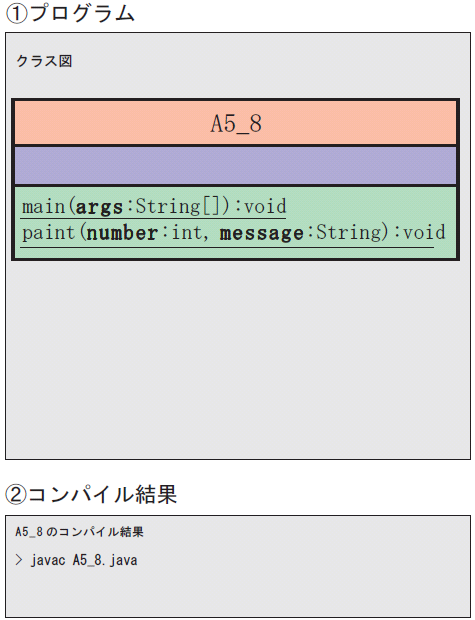 ①プログラム
クラス図
A5_8
main(args:String[]):void
paint(number:int, message:String):void
②コンパイル結果
A5_8 のコンパイル結果
> javac A5_8.java